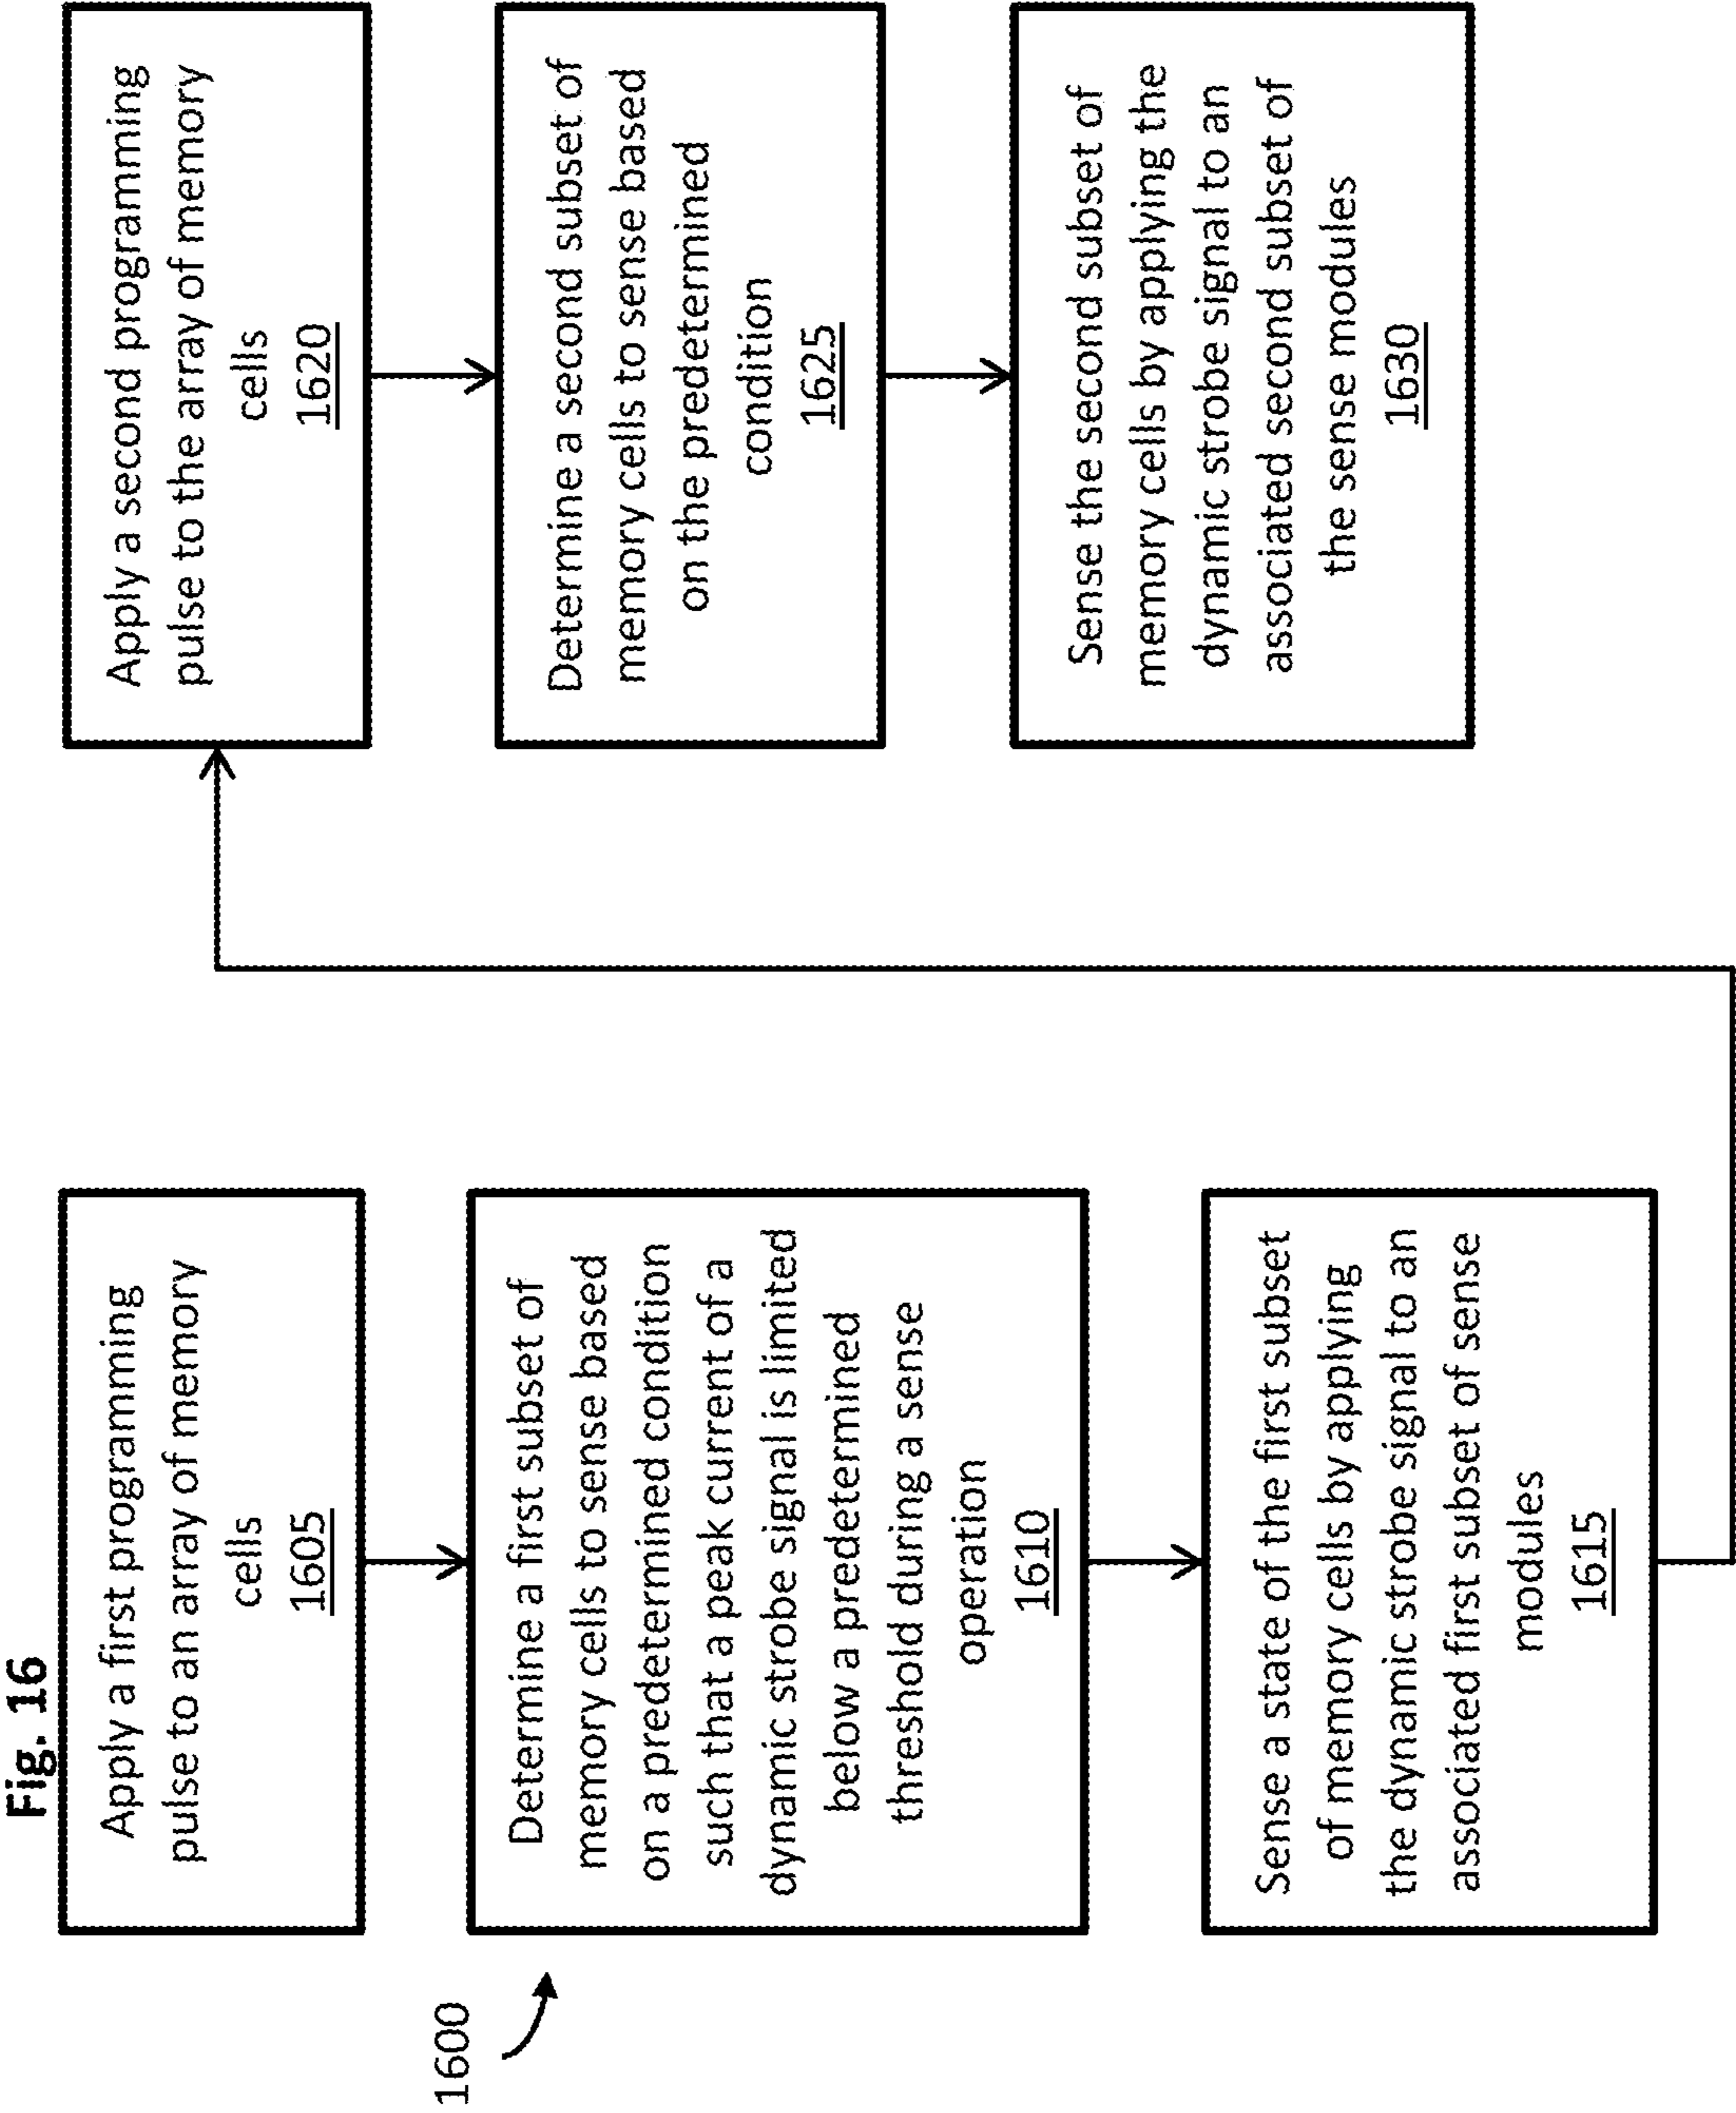 Fig. 16
1600
Apply a first programming
pulse to an array of memory
cells
1605
Determine a first subset of
memory cells to sense based
on a predetermined condition
such that a peak current of a
dynamic strobe signal is limited
below a predetermined
threshold during a sense
operation
1610
Sense a state of the first subset
of memory cells by applying
the dynamic strobe signal to an
associated first subset of sense
modules
1615
Apply a second programming
pulse to the array of memory
cells
1620
Determine a second subset of
memory cells to sense based
on the predetermined
condition
1625
Sense the second subset of
memory cells by applying the
dynamic strobe signal to an
associated second subset of
the sense modules
1630